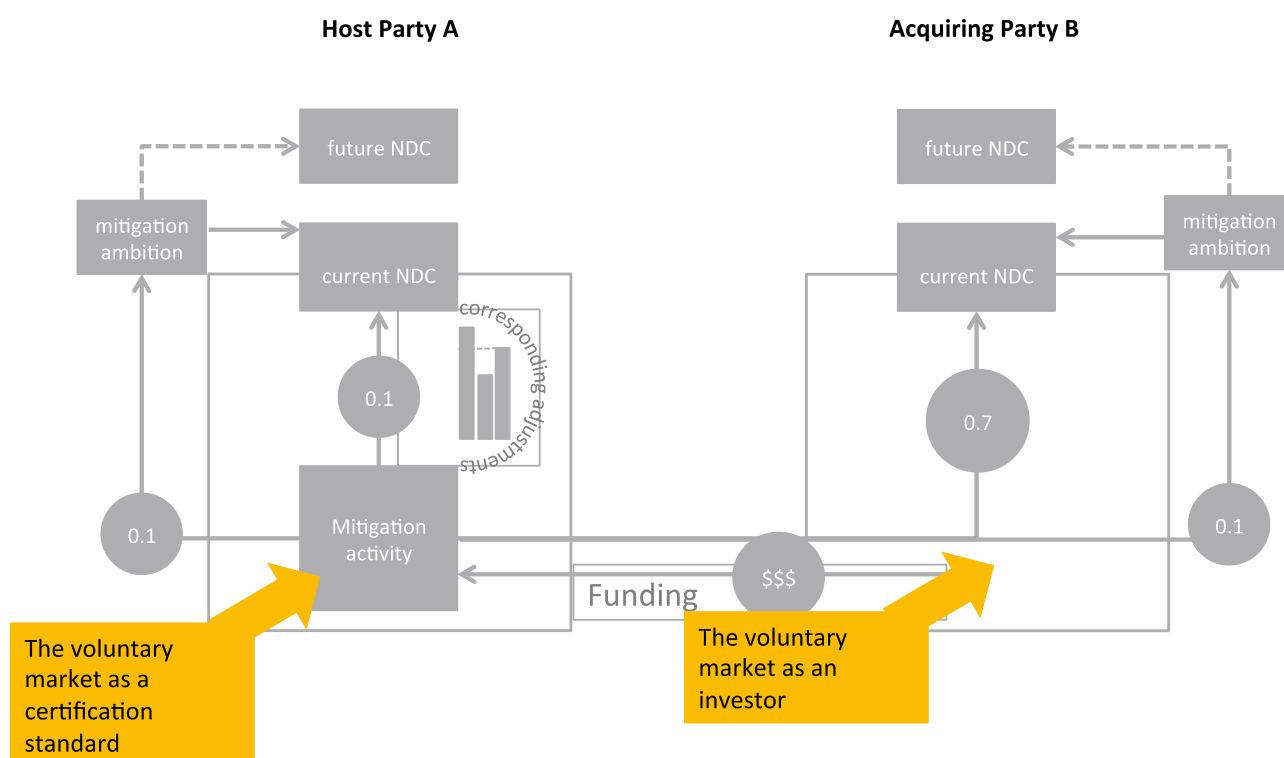 Host Party A
Acquiring Party B
future NDC
future NDC
mitigation
ambition
mitigation
ambition
current NDC
current NDC
corresponding adjustments
0.1
0.7
Mitigation
activity
0.1
0.1
$$$
Funding
The voluntary
market as a
certification
standard
The voluntary
market as an
investor